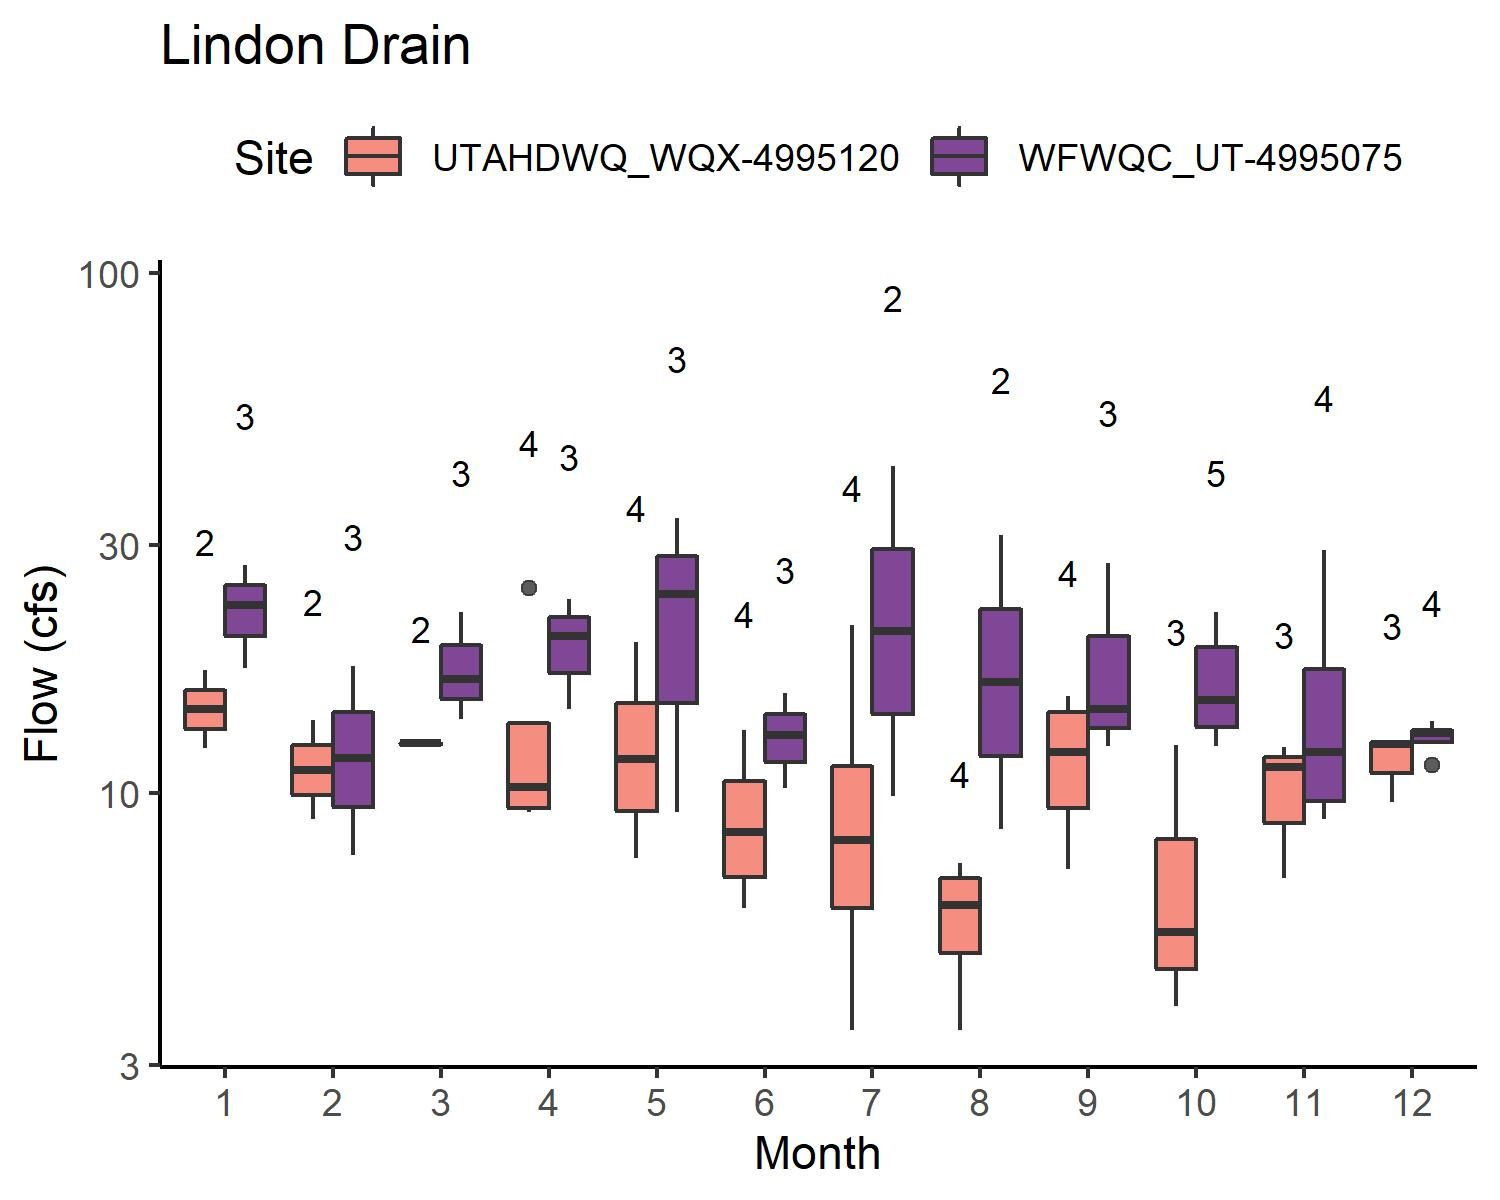 Lindon Drain
Site UTAHDWQ_WQX-4995120 WFWQC_UT-4995075
100
30
10
3
Flow (cfs)
2 3 2 3 2 3 4 3 4 3 4 3 4 2 4 2 4 3 3 5 3 4 3 4
1 2 3 4 5 6 7 8 9 10 11 12
Month